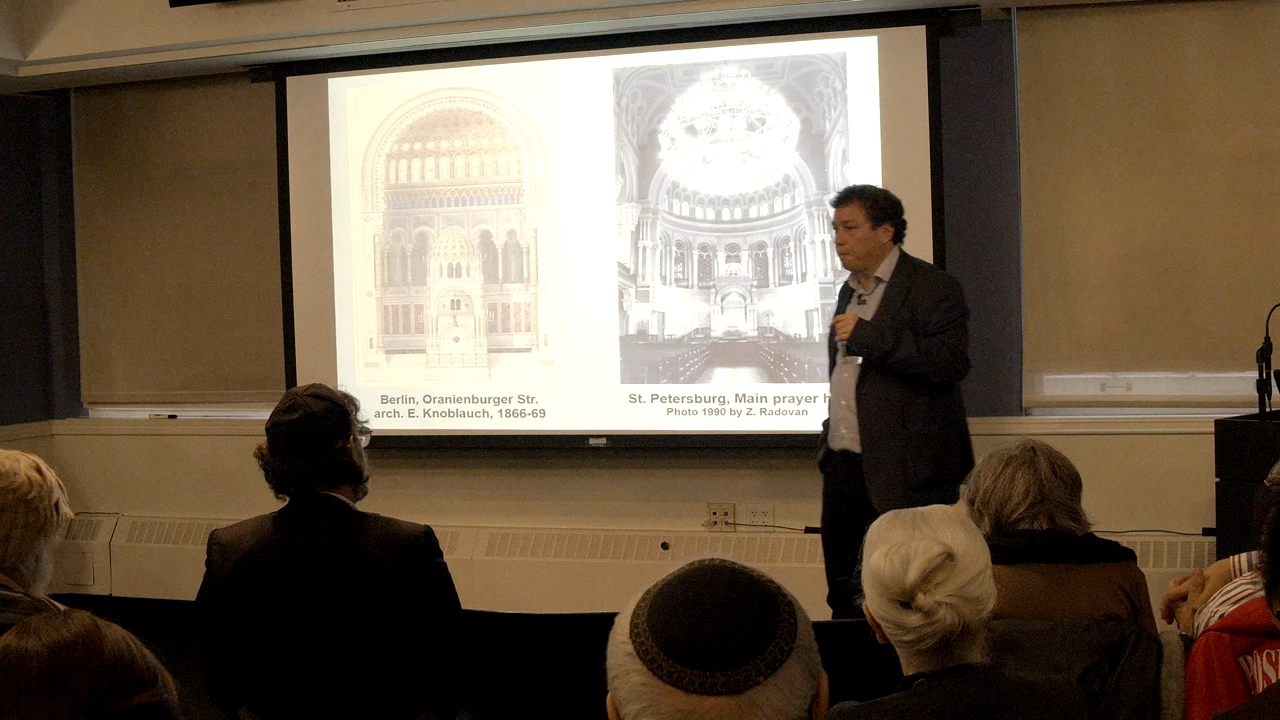 Berlin, Oranienburger Str.
arch. E. Knoblauch, 1866-69
St. Petersburg, Main prayer h
Photo 1990 by Z. Radovan